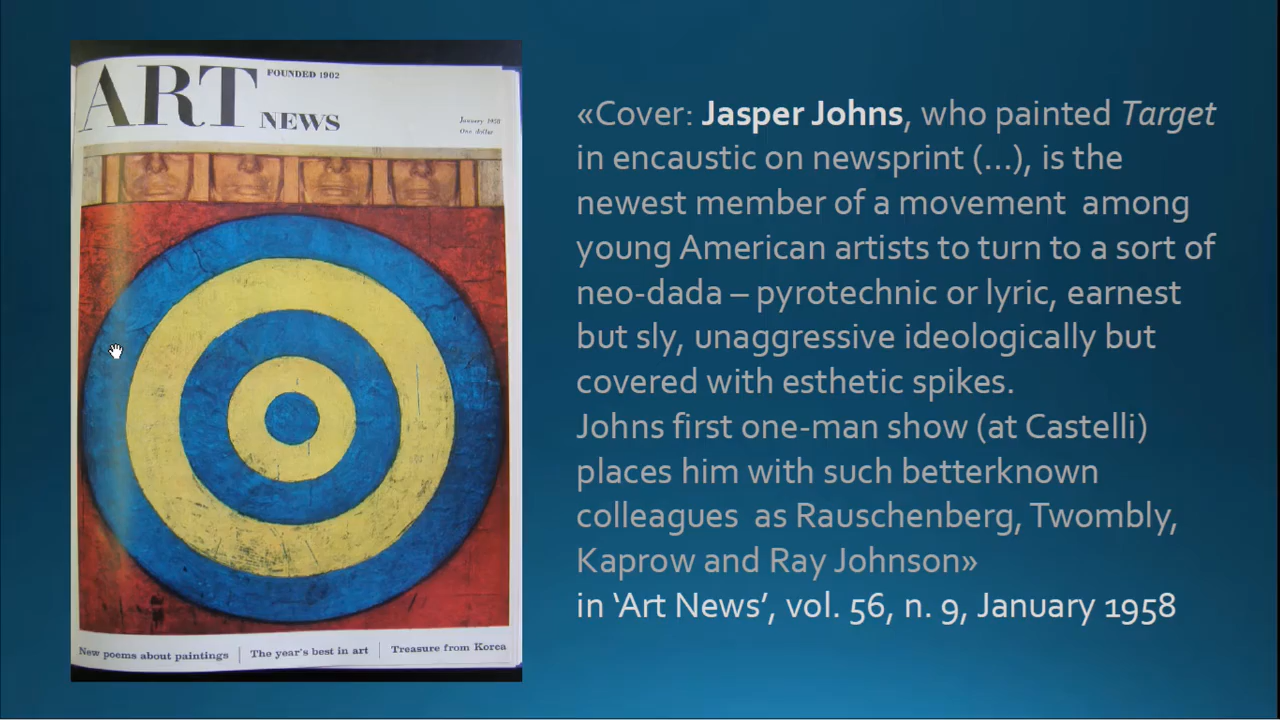 ART
FOUNDED 1902
NEWS
January 1958
One dollar
New poems about paintings | The year's best in art | Treasure from Korea
«Cover: Jasper Johns, who painted Target
in encaustic on newsprint (...), is the
newest member of a movement among
young American artists to turn to a sort of
neo-dada – pyrotechnic or lyric, earnest
but sly, unaggressive ideologically but
covered with esthetic spikes.
Johns first one-man show (at Castelli)
places him with such betterknown
colleagues as Rauschenberg, Twombly,
Kaprow and Ray Johnson»
in ‘Art News’, vol. 56, n. 9, January 1958